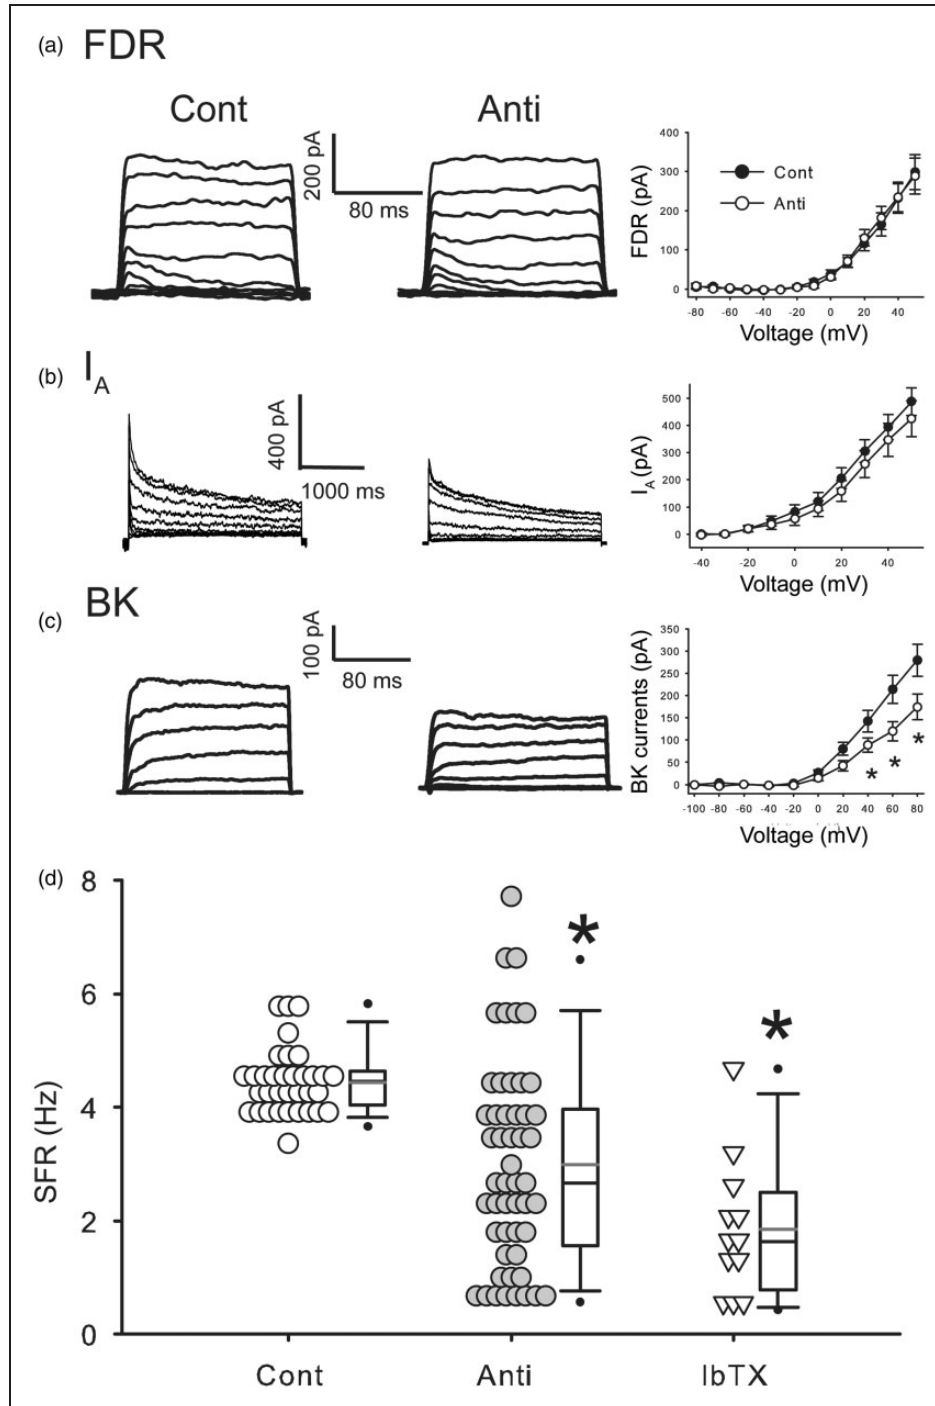 (a) FDR
Cont
Anti
200 pA
80 ms
FDR (pA)
400
300
200
100
0
Cont
Anti
-80 -60 -40 -20 0 20 40
Voltage (mV)
(b) I A
400 pA
1000 ms
I A (pA)
500
400
300
200
100
0
-40 -20 0 20 40
Voltage (mV)
(c) BK
100 pA
80 ms
BK currents (pA)
350
300
250
200
150
100
50
0
* * *
-100 -80 -60 -40 -20 0 20 40 60 80
Voltage (mV)
(d)
SFR (Hz)
8
6
4
2
0
*
*
Cont Anti IbTX